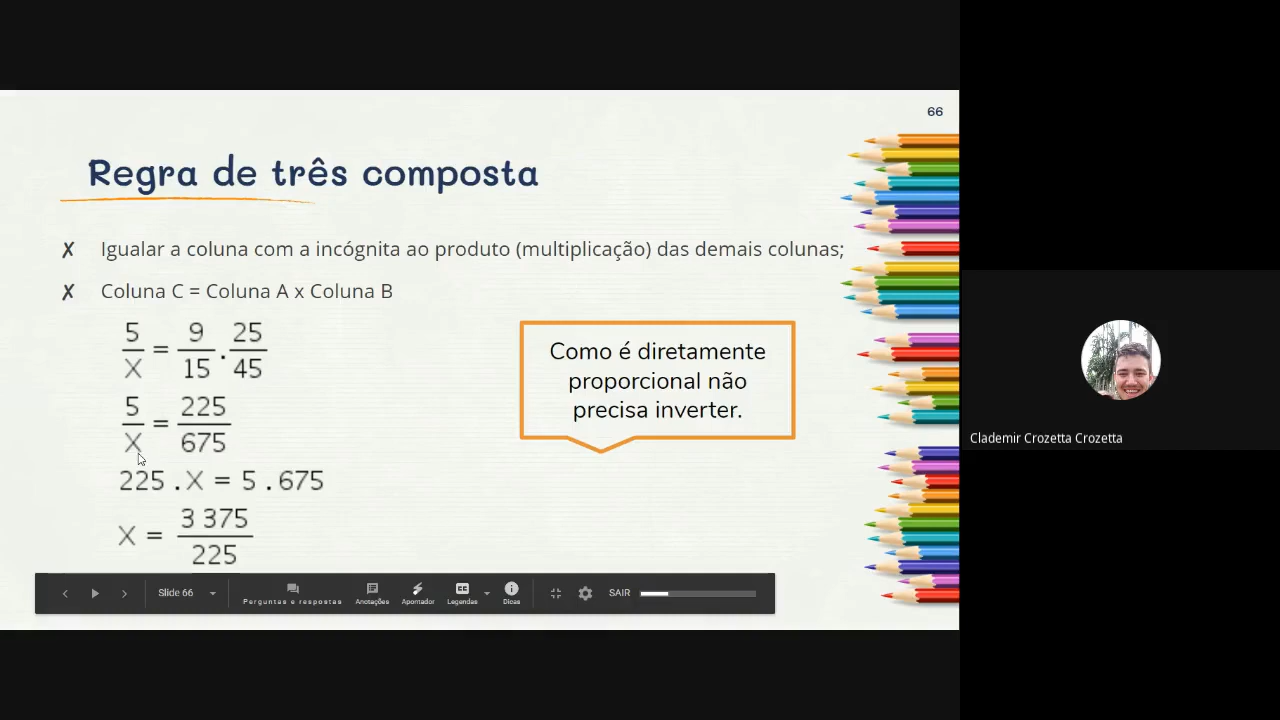 66
Regra de três composta
✗ Igualar a coluna com a incógnita ao produto (multiplicação) das demais colunas;
✗ Coluna C = Coluna A x Coluna B
5/X = 9/15 . 25/45
5/X = 225/675
225 . X = 5 . 675
X = 3 375/225
Como é diretamente
proporcional não
precisa inverter.
Slide 66
Perguntas e respostas
Anotações
Apontador
Legendas
Dicas
SAIR
Clademir Crozetta Crozetta